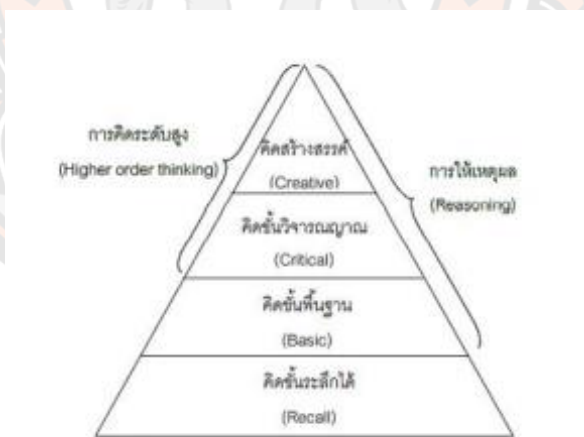 การคิดระดับสูง
(Higher order thinking)
คิดสร้างสรรค์
(Creative)
การให้เหตุผล
(Reasoning)
คิดขั้นวิจารณญาณ
(Critical)
คิดขั้นพื้นฐาน
(Basic)
คิดขั้นระลึกได้
(Recall)